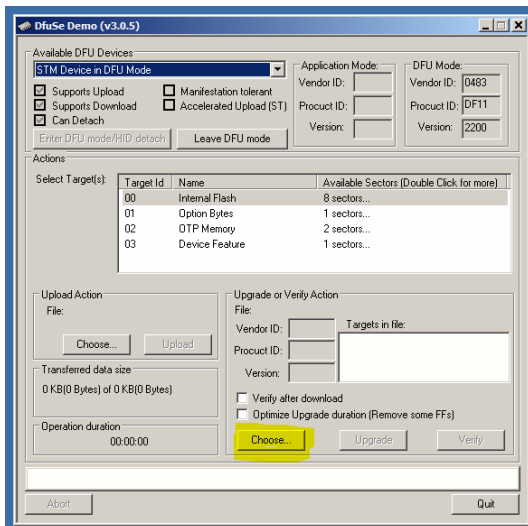 DfuSe Demo (v3.0.5)
Available DFU Devices
STM Device in DFU Mode
Supports Upload
Manifestation tolerant
Supports Download
Accelerated Upload (ST)
Can Detach
Enter DFU mode/HID detach
Leave DFU mode
Application Mode:
Vendor ID:
Procuct ID:
Version:
DFU Mode:
Vendor ID: 0483
Procuct ID: DF11
Version: 2200
Actions
Select Target(s):
Target Id Name Available Sectors (Double Click for more)
00 Internal Flash 8 sectors...
01 Option Bytes 1 sectors...
02 OTP Memory 2 sectors...
03 Device Feature 1 sectors...
Upload Action
File:
Choose... Upload
Transferred data size
0 KB(0 Bytes) of 0 KB(0 Bytes)
Operation duration
00:00:00
Upgrade or Verify Action
File:
Vendor ID:
Procuct ID:
Version:
Targets in file:
Verify after download
Optimize Upgrade duration (Remove some FFs)
Choose... Upgrade Verify
Abort Quit